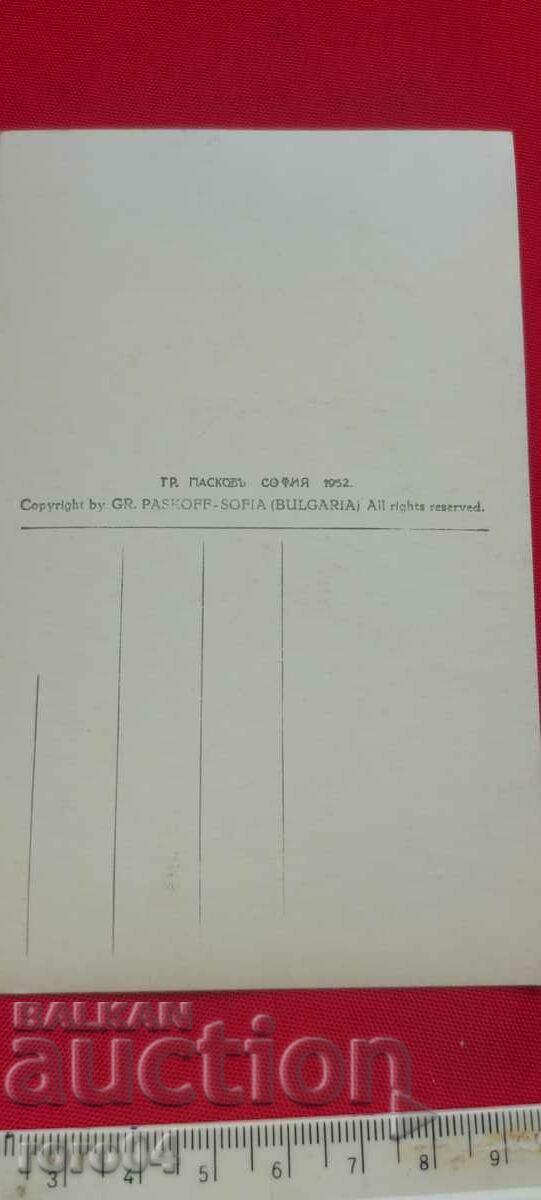 ГР. ПАСКОВЪ СОФИЯ 1952.
Copyright by GR. PASKOFF-SOFIA (BULGARIA) All rights reserved.
BALKAN
auction
rgro94
3 4 5 6 7 8 9